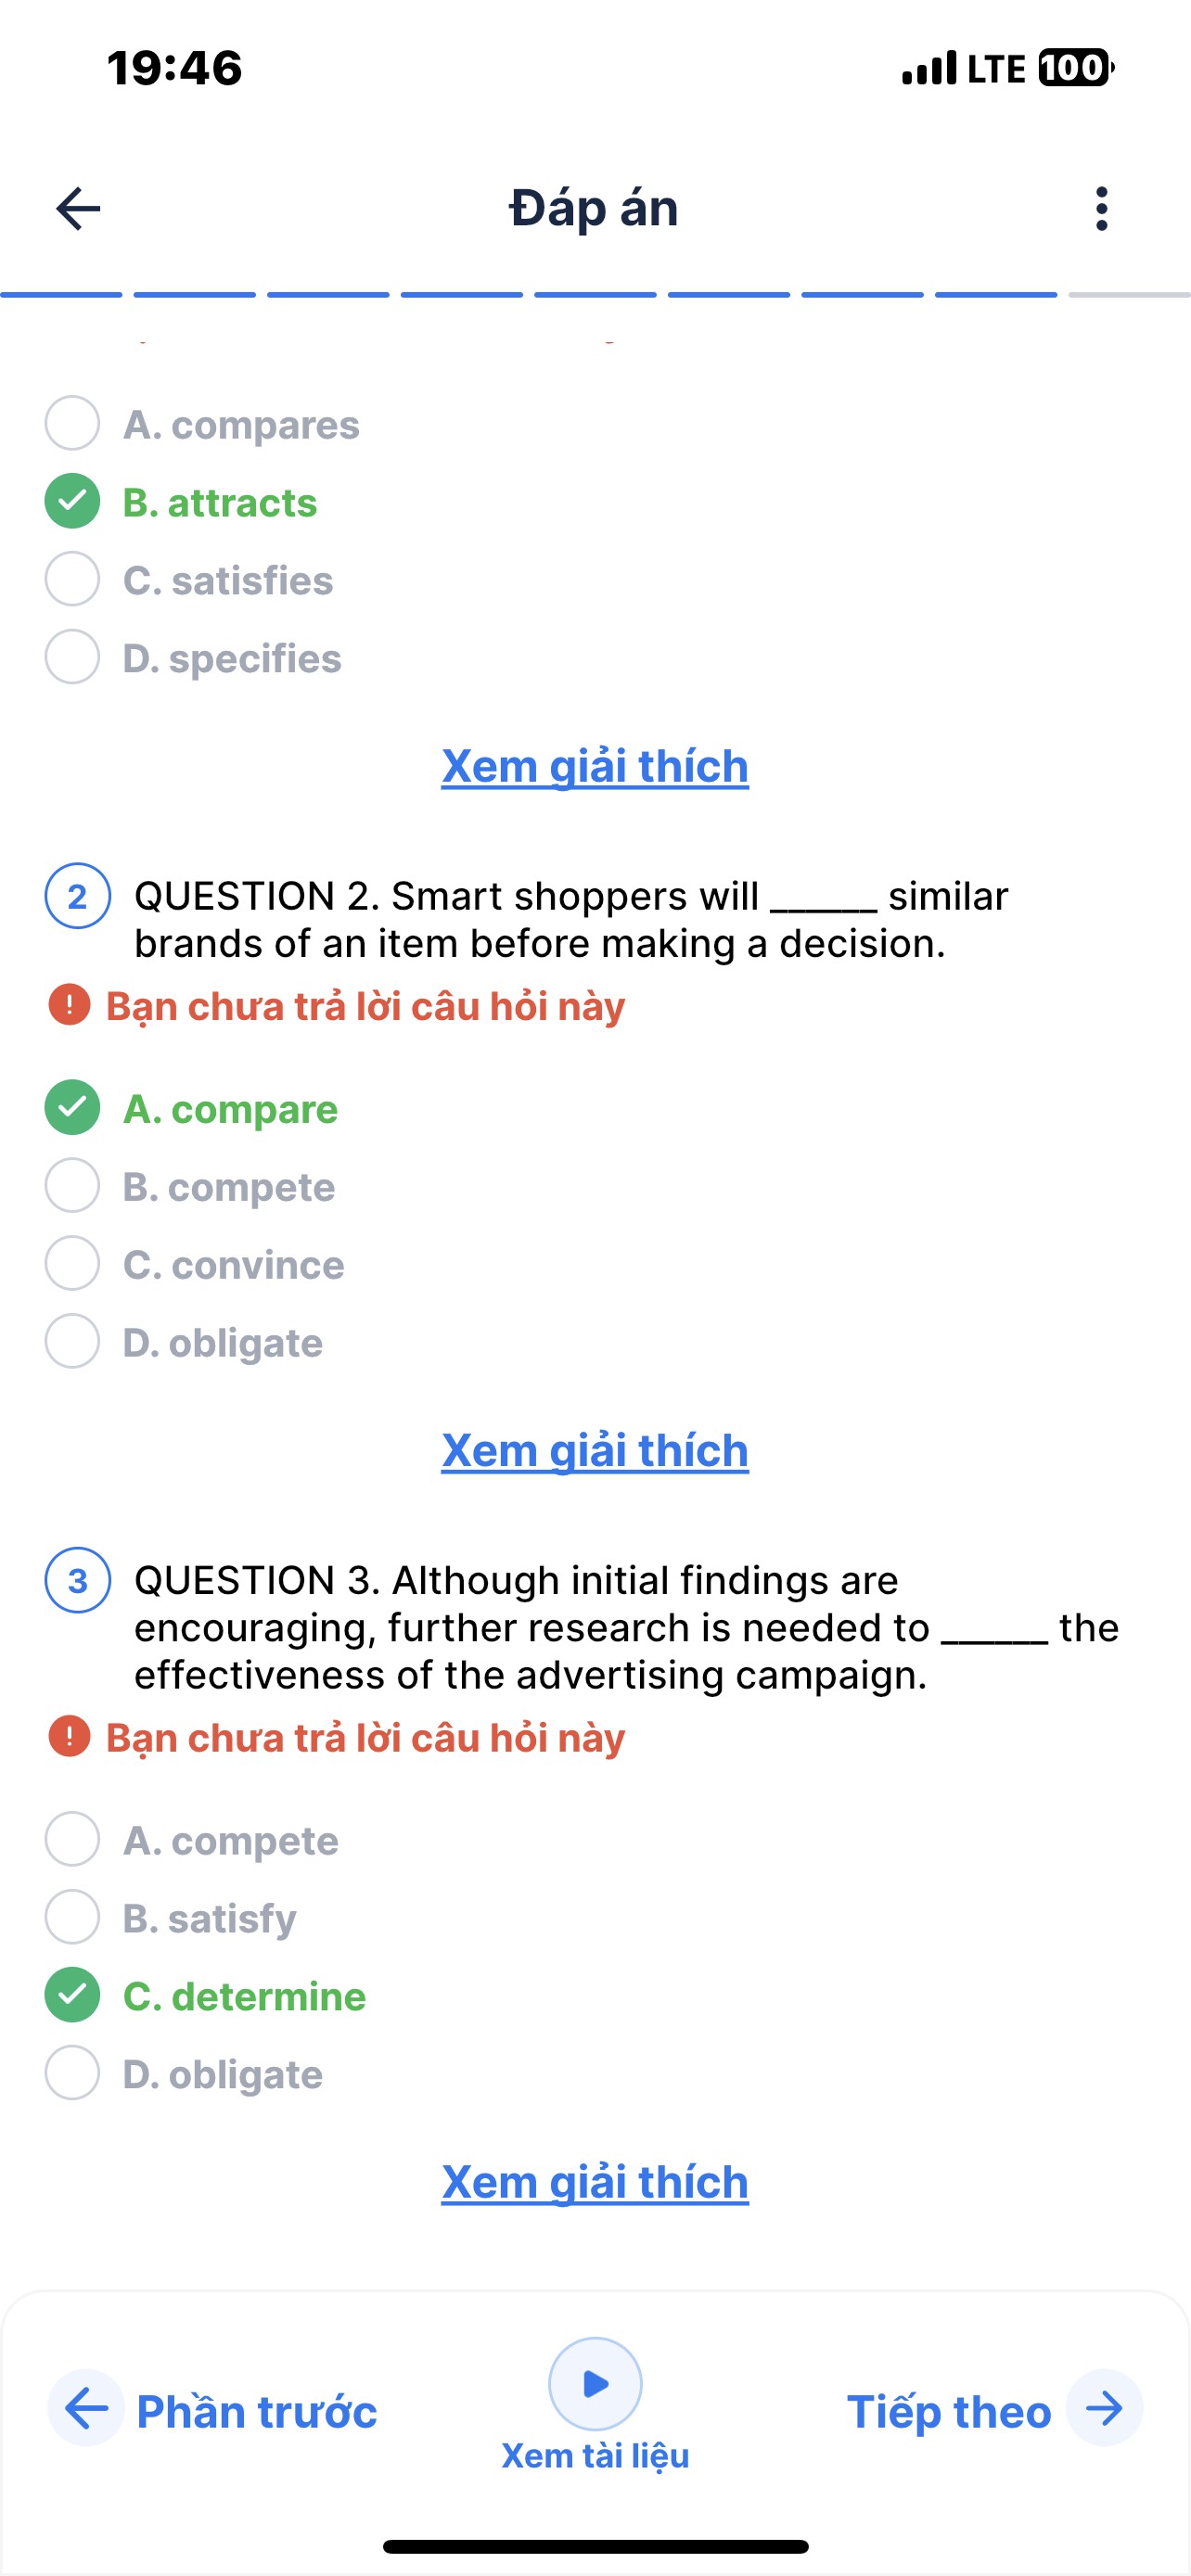 19:46
LTE 100
Đáp án
A. compares
B. attracts
C. satisfies
D. specifies
Xem giải thích
2
QUESTION 2. Smart shoppers will ______ similar
brands of an item before making a decision.
! Bạn chưa trả lời câu hỏi này
A. compare
B. compete
C. convince
D. obligate
Xem giải thích
3
QUESTION 3. Although initial findings are
encouraging, further research is needed to ______ the
effectiveness of the advertising campaign.
! Bạn chưa trả lời câu hỏi này
A. compete
B. satisfy
C. determine
D. obligate
Xem giải thích
Phần trước
Xem tài liệu
Tiếp theo